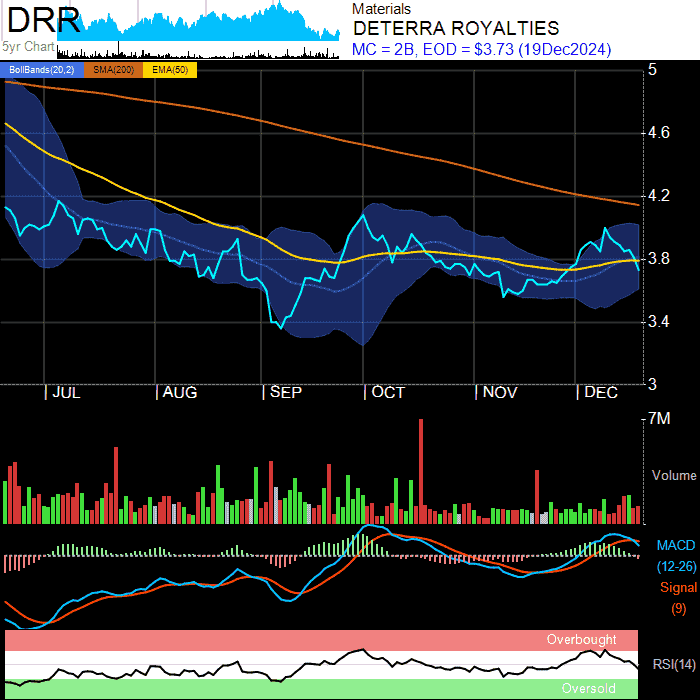 DRR
5yr Chart
Materials
DETERRA ROYALTIES
MC = 2B, EOD = $3.73 (19Dec2024)
BollBands(20,2) SMA(200) EMA(50)
5
4.6
4.2
3.8
3.4
3
| JUL | AUG | SEP | OCT | NOV | DEC
7M
Volume
MACD
(12-26)
Signal
(9)
Overbought
RSI(14)
Oversold